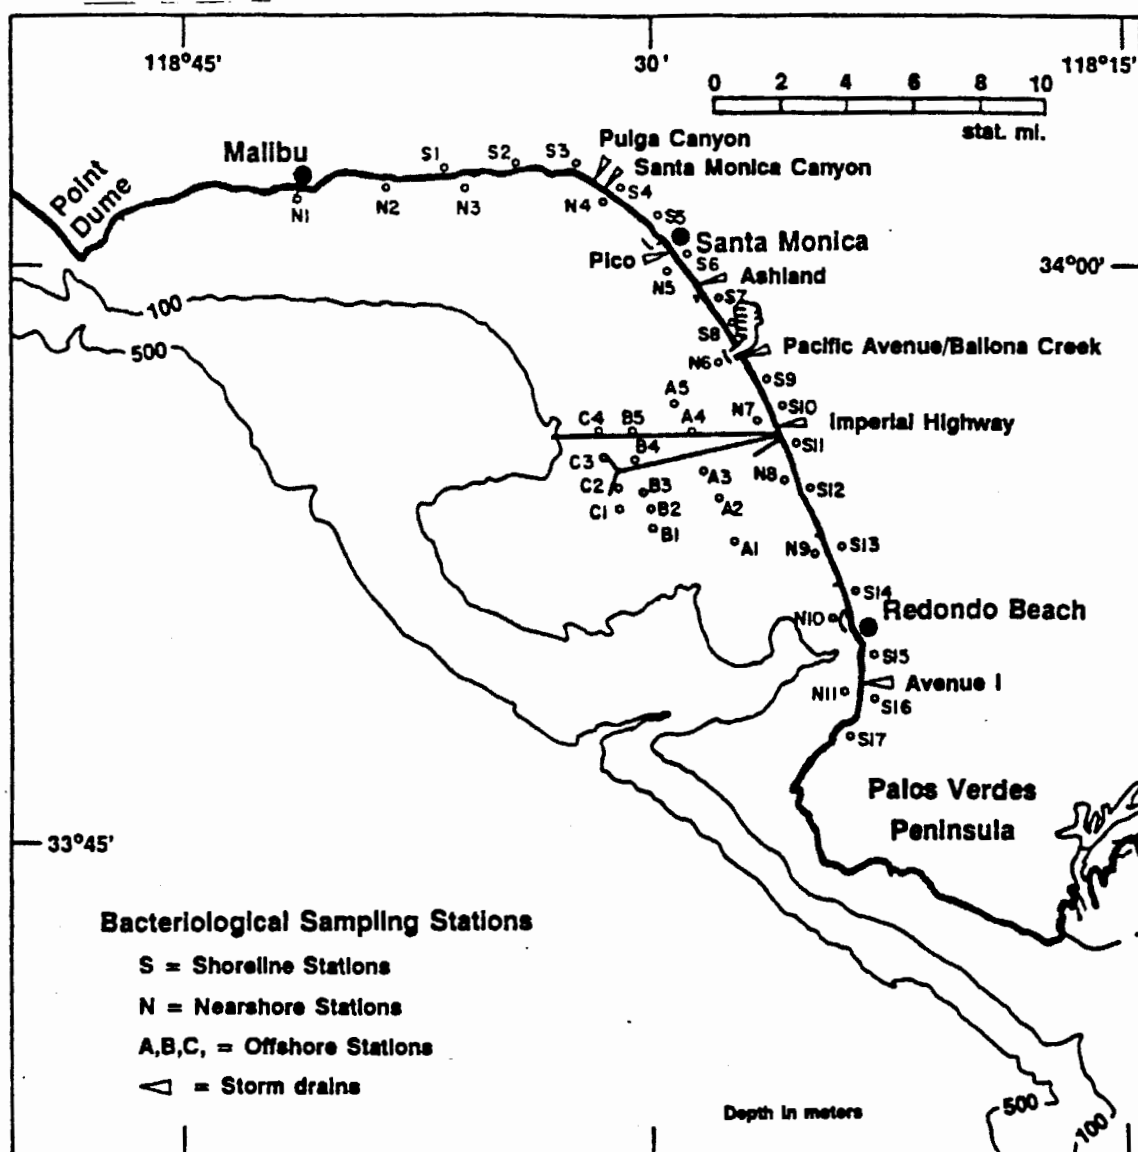 118°45'
30'
118°15'
0 2 4 6 8 10
stat. mi.
Pulga Canyon
Santa Monica Canyon
Malibu
S1
S2
S3
S4
Point
Dume
N1
N2
N3
N4
S5
Santa Monica
Pico
S6
34°00'
N5
Ashland
S7
100
S8
500
Pacific Avenue/Ballona Creek
N6
S9
A5
C4
B5
A4
N7
S10
Imperial Highway
B4
S11
C3
A3
N8
C2
B3
S12
C1
B2
A2
B1
A1
N9
S13
S14
N10
Redondo Beach
S15
Avenue I
N11
S16
S17
Palos Verdes
Peninsula
33°45'
Bacteriological Sampling Stations
S = Shoreline Stations
N = Nearshore Stations
A,B,C, = Offshore Stations
= Storm drains
Depth in meters
500
100